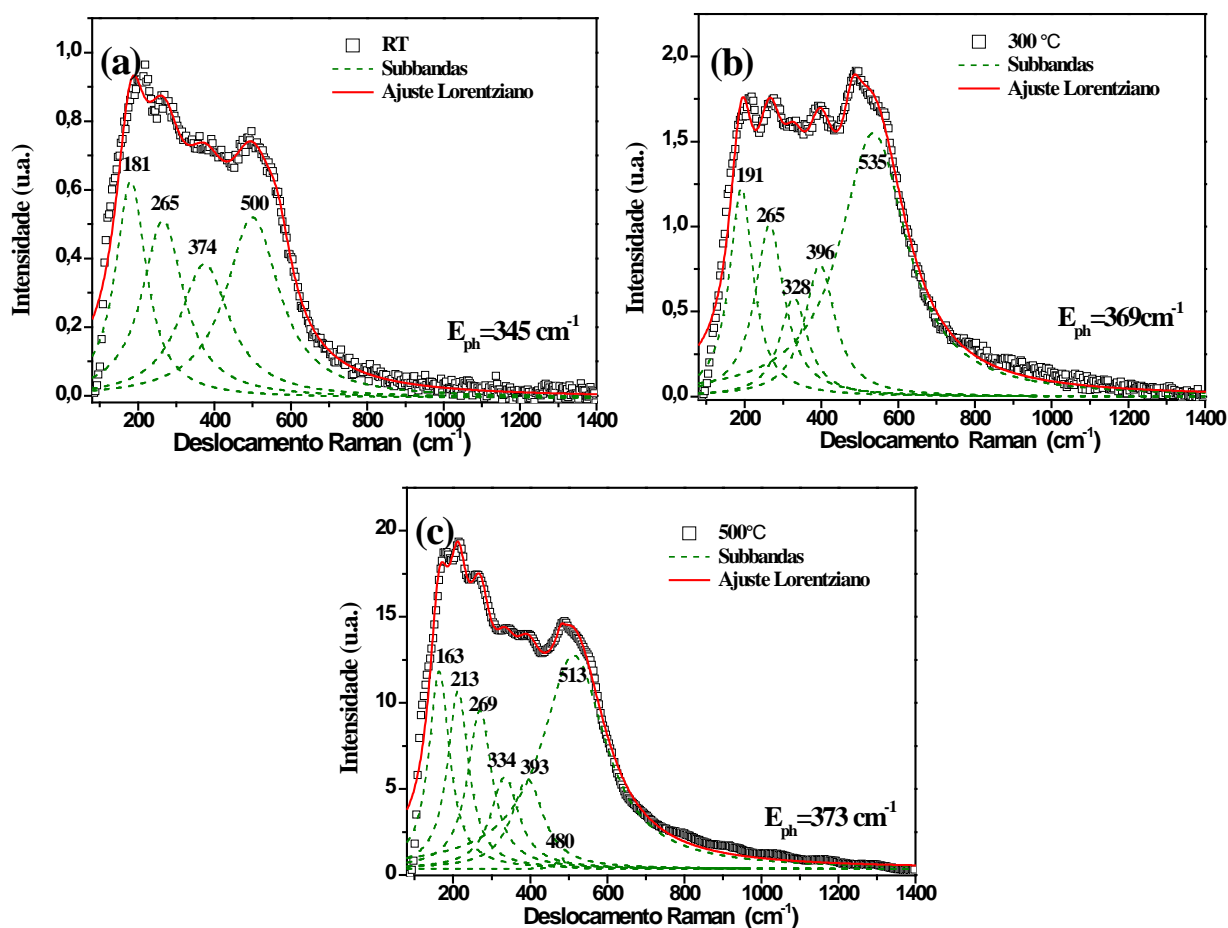 (a)
RT
Subbandas
Ajuste Lorentziano
1,0
0,8
0,6
0,4
0,2
0,0
181
265
374
500
E_ph=345 cm⁻¹
200 400 600 800 1000 1200 1400
Deslocamento Raman (cm⁻¹)
Intensidade (u.a.)
(b)
300 °C
Subbandas
Ajuste Lorentziano
2,0
1,5
1,0
0,5
0,0
191
265
328
396
535
E_ph=369cm⁻¹
200 400 600 800 1000 1200 1400
Deslocamento Raman (cm⁻¹)
Intensidade (u.a.)
(c)
500°C
Subbandas
Ajuste Lorentziano
20
15
10
5
0
163
213
269
334
393
480
513
E_ph=373 cm⁻¹
200 400 600 800 1000 1200 1400
Deslocamento Raman (cm⁻¹)
Intensidade (u.a.)